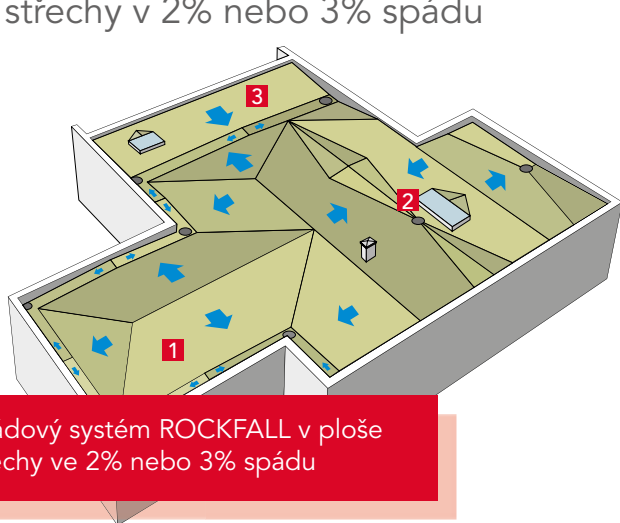 střechy v 2% nebo 3% spádu
3
2
1
ádový systém ROCKFALL v ploše
echy ve 2% nebo 3% spádu